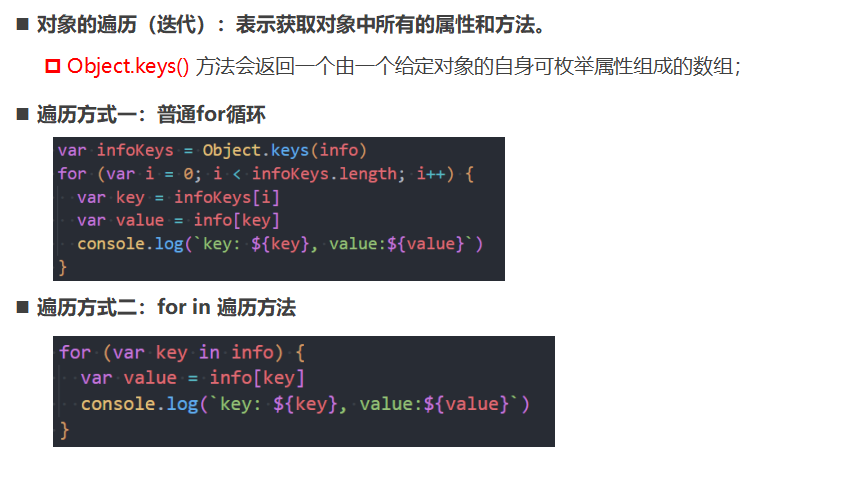 对象的遍历（迭代）：表示获取对象中所有的属性和方法。
Object.keys() 方法会返回一个由一个给定对象的自身可枚举属性组成的数组；
遍历方式一：普通for循环
var infoKeys = Object.keys(info)
for (var i = 0; i < infoKeys.length; i++) {
  var key = infoKeys[i]
  var value = info[key]
  console.log(`key: ${key}, value:${value}`)
}
遍历方式二：for in 遍历方法
for (var key in info) {
  var value = info[key]
  console.log(`key: ${key}, value:${value}`)
}